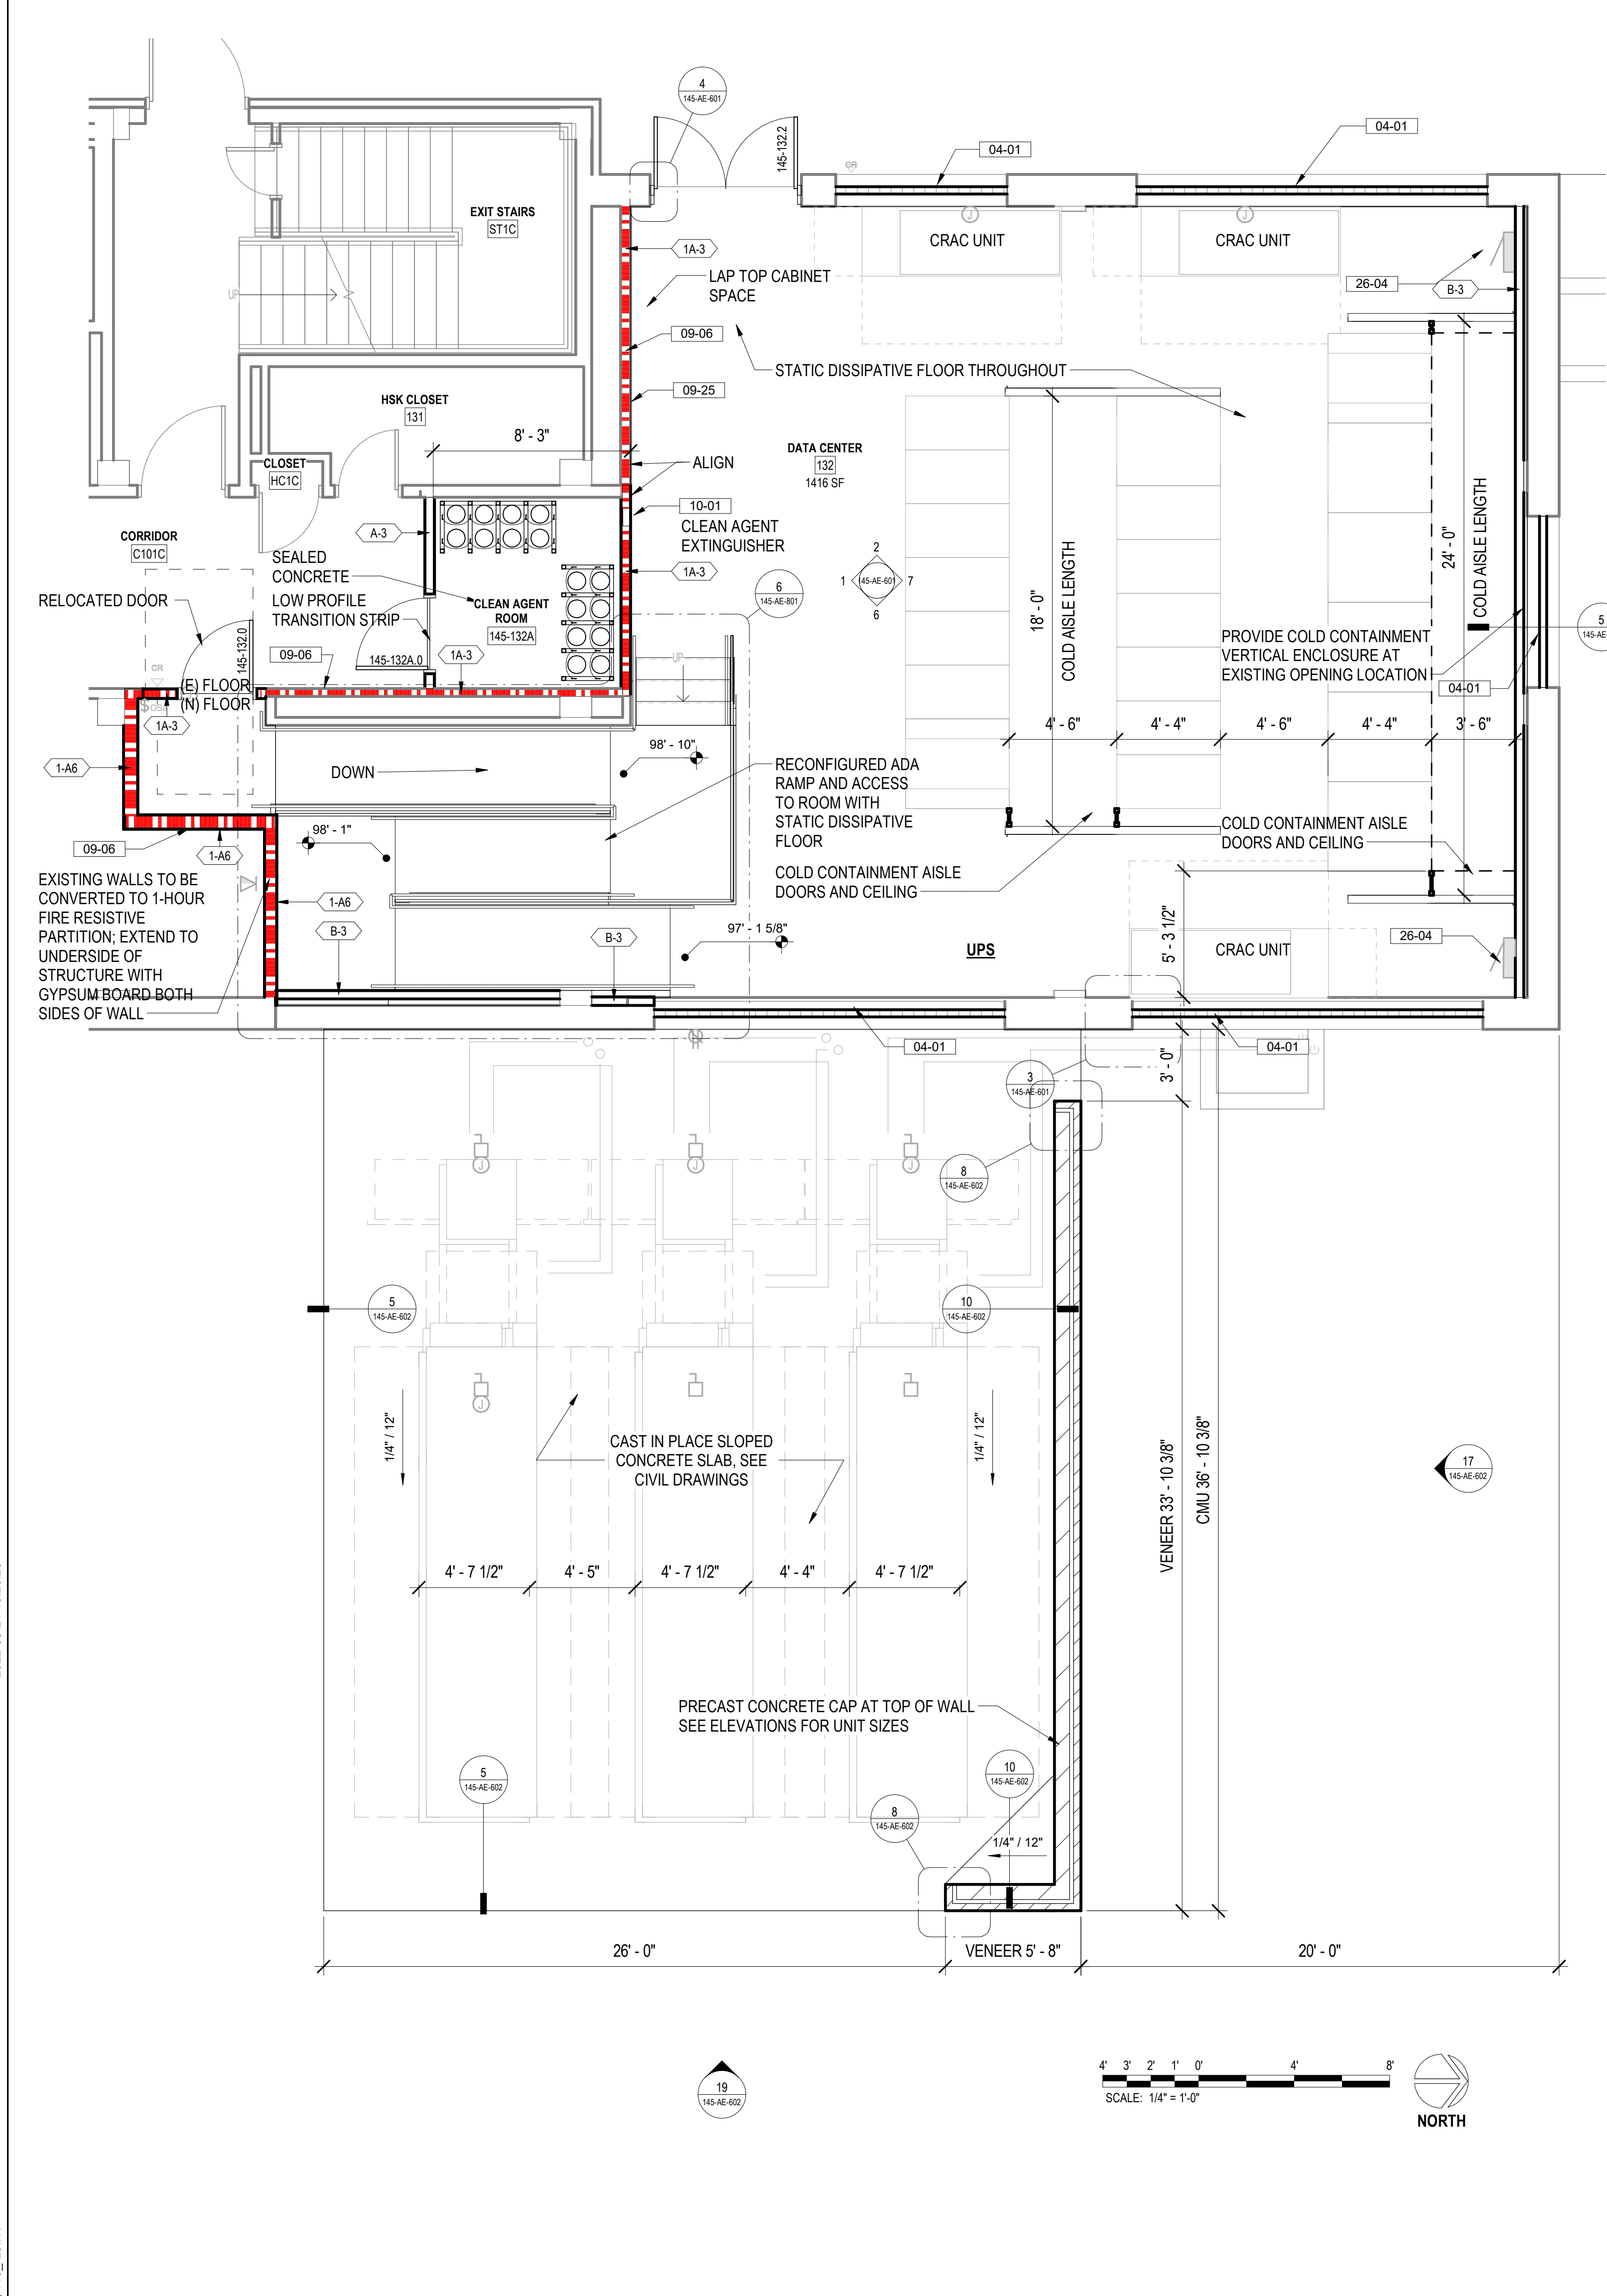 4
145-AE-601
145-132.2
CR
04-01
04-01
EXIT STAIRS
ST1C
UP
1A-3
LAP TOP CABINET
SPACE
J
CRAC UNIT
J
CRAC UNIT
26-04
B-3
09-06
STATIC DISSIPATIVE FLOOR THROUGHOUT
09-25
HSK CLOSET
131
8' - 3"
CLOSET
HC1C
ALIGN
DATA CENTER
132
1416 SF
10-01
CLEAN AGENT
EXTINGUISHER
1A-3
CORRIDOR
C101C
A-3
SEALED
CONCRETE
LOW PROFILE
TRANSITION STRIP
CLEAN AGENT
ROOM
145-132A
145-132A.0
RELOCATED DOOR
145-132.0
CR
09-06
1A-3
(E) FLOOR
(N) FLOOR
$os
1A-3
6
145-AE-801
2
1
145-AE-601
7
6
UP
18' - 0"
COLD AISLE LENGTH
24' - 0"
COLD AISLE LENGTH
5
145-AE-
PROVIDE COLD CONTAINMENT
VERTICAL ENCLOSURE AT
EXISTING OPENING LOCATION
04-01
4' - 6"
4' - 4"
4' - 6"
4' - 4"
3' - 6"
1-A6
DOWN
98' - 10"
RECONFIGURED ADA
RAMP AND ACCESS
TO ROOM WITH
STATIC DISSIPATIVE
FLOOR
98' - 1"
09-06
1-A6
COLD CONTAINMENT AISLE
DOORS AND CEILING
COLD CONTAINMENT AISLE
DOORS AND CEILING
EXISTING WALLS TO BE
CONVERTED TO 1-HOUR
FIRE RESISTIVE
PARTITION; EXTEND TO
UNDERSIDE OF
STRUCTURE WITH
GYPSUM BOARD BOTH
SIDES OF WALL
1-A6
B-3
B-3
97' - 1 5/8"
UPS
5' - 3 1/2"
CRAC UNIT
26-04
04-01
04-01
3
145-AE-601
3' - 0"
J
J
J
8
145-AE-602
5
145-AE-602
10
145-AE-602
J
1/4" / 12"
1/4" / 12"
CAST IN PLACE SLOPED
CONCRETE SLAB, SEE
CIVIL DRAWINGS
VENEER 33' - 10 3/8"
CMU 36' - 10 3/8"
17
145-AE-602
4' - 7 1/2"
4' - 5"
4' - 7 1/2"
4' - 4"
4' - 7 1/2"
PRECAST CONCRETE CAP AT TOP OF WALL
SEE ELEVATIONS FOR UNIT SIZES
5
145-AE-602
10
145-AE-602
8
145-AE-602
1/4" / 12"
26' - 0"
VENEER 5' - 8"
20' - 0"
19
145-AE-602
4' 3' 2' 1' 0' 4' 8'
SCALE: 1/4" = 1'-0"
NORTH